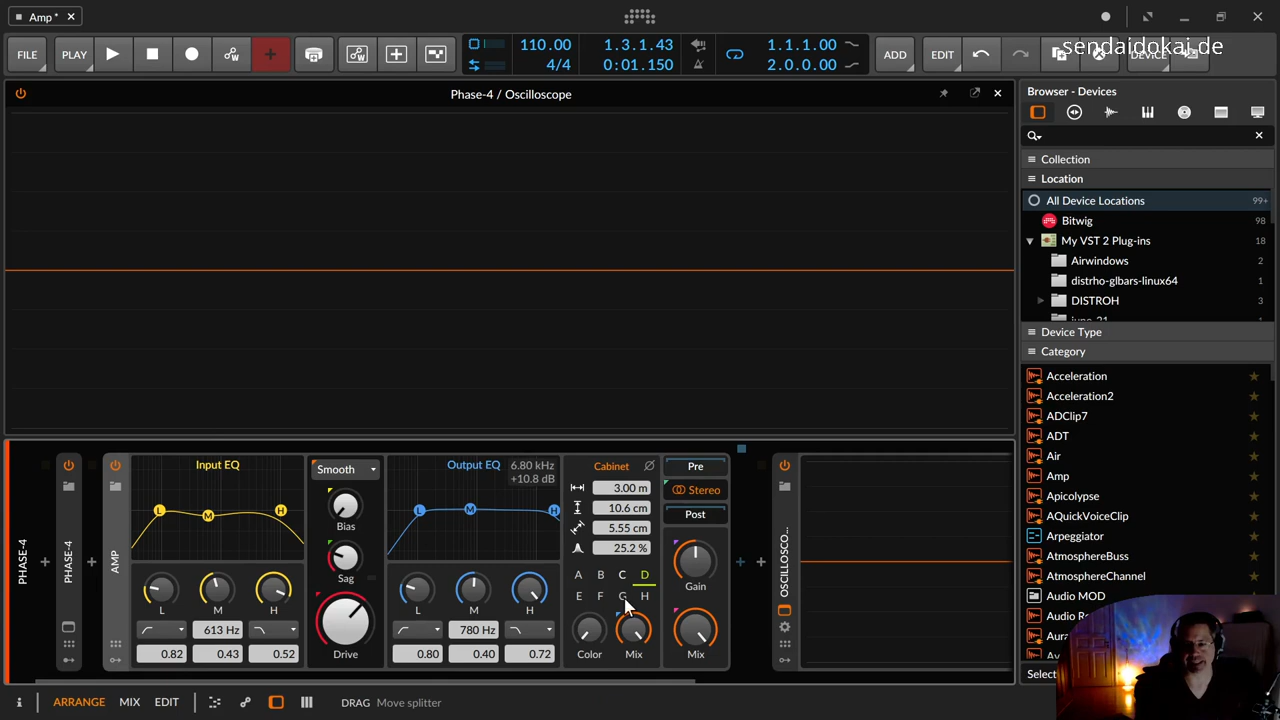 Amp *
FILE
PLAY
110.00
4/4
1.3.1.43
0:01.150
1.1.1.00
2.0.0.00
ADD
EDIT
DEVICE
sendaidokai.de
Phase-4 / Oscilloscope
Browser - Devices
Collection
Location
All Device Locations 99+
Bitwig 98
My VST 2 Plug-ins 18
Airwindows 2
distrho-glbars-linux64 1
DISTROH 3
Device Type
Category
Acceleration
Acceleration2
ADClip7
ADT
Air
Amp
Apicolypse
AQuickVoiceClip
Arpeggiator
AtmosphereBuss
AtmosphereChannel
Audio MOD
PHASE-4
PHASE-4
AMP
Input EQ
L M H
L M H
613 Hz
0.82 0.43 0.52
Smooth
Bias
Sag
Drive
Output EQ
6.80 kHz
+10.8 dB
L M H
L M H
780 Hz
0.80 0.40 0.72
Cabinet
3.00 m
10.6 cm
5.55 cm
25.2 %
A B C D
E F G H
Color Mix
Pre
Stereo
Post
Gain
Mix
OSCILLOSCO...
ARRANGE MIX EDIT
DRAG Move splitter